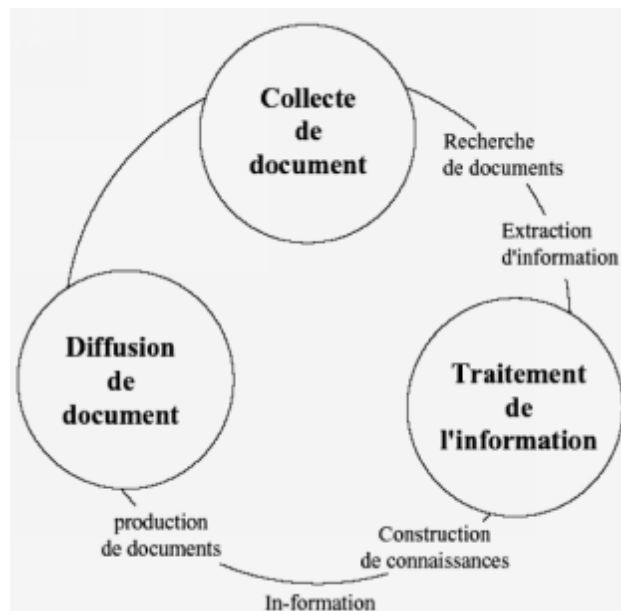 Collecte
de
document
Recherche
de documents
Extraction
d'information
Diffusion
de
document
Traitement
de
l'information
production
de documents
Construction
de connaissances
In-formation